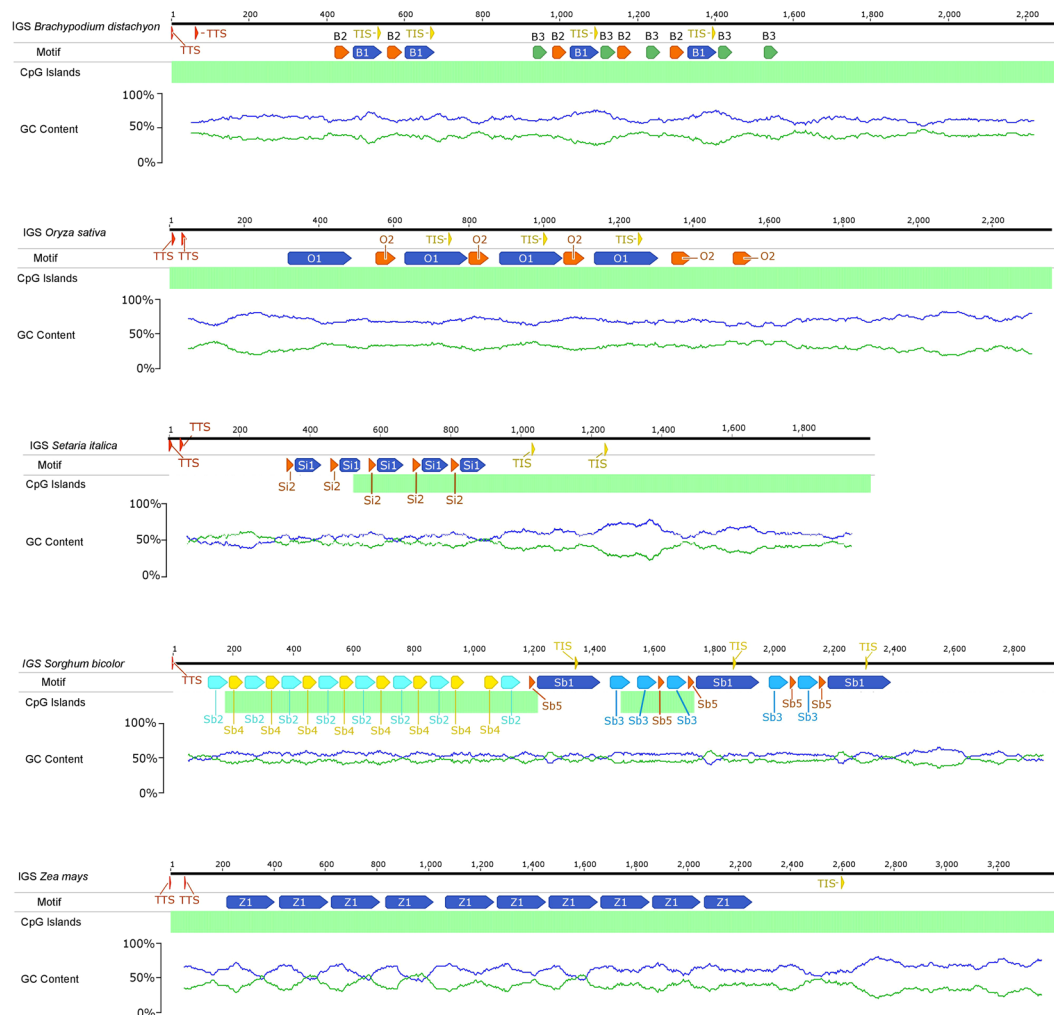 1 200 400 600 800 1,000 1,200 1,400 1,600 1,800 2,000 2,200
IGS Brachypodium distachyon
TTS TTS
TIS TIS TIS TIS
B2 B2 B3 B2 B3 B2 B3 B2 B3 B3
Motif B1 B1 B1 B1
CpG Islands
GC Content
100%
50%
0%
1 200 400 600 800 1,000 1,200 1,400 1,600 1,800 2,000 2,200
IGS Oryza sativa
TTS TTS
O2 TIS O2 TIS O2 TIS
Motif O1 O1 O1 O1 O2 O2
CpG Islands
GC Content
100%
50%
0%
TTS
1 200 400 600 800 1,000 1,200 1,400 1,600 1,800
IGS Setaria italica
TTS TIS TIS
Motif Si1 Si1 Si1 Si1 Si1
CpG Islands
Si2 Si2 Si2 Si2 Si2
GC Content
100%
50%
0%
TIS TIS TIS
1 200 400 600 800 1,000 1,200 1,400 1,600 1,800 2,000 2,200 2,400 2,600 2,800
IGS Sorghum bicolor
TTS
Motif Sb1 Sb1 Sb1
CpG Islands
Sb5 Sb5 Sb5 Sb5
Sb2 Sb2 Sb2 Sb2 Sb2 Sb2 Sb2 Sb2 Sb3 Sb3 Sb5 Sb3 Sb3 Sb3
Sb4 Sb4 Sb4 Sb4 Sb4 Sb4 Sb4 Sb4
GC Content
100%
50%
0%
1 200 400 600 800 1,000 1,200 1,400 1,600 1,800 2,000 2,200 2,400 2,600 2,800 3,000 3,200
IGS Zea mays
TIS
TTS TTS
Motif Z1 Z1 Z1 Z1 Z1 Z1 Z1 Z1 Z1 Z1
CpG Islands
GC Content
100%
50%
0%